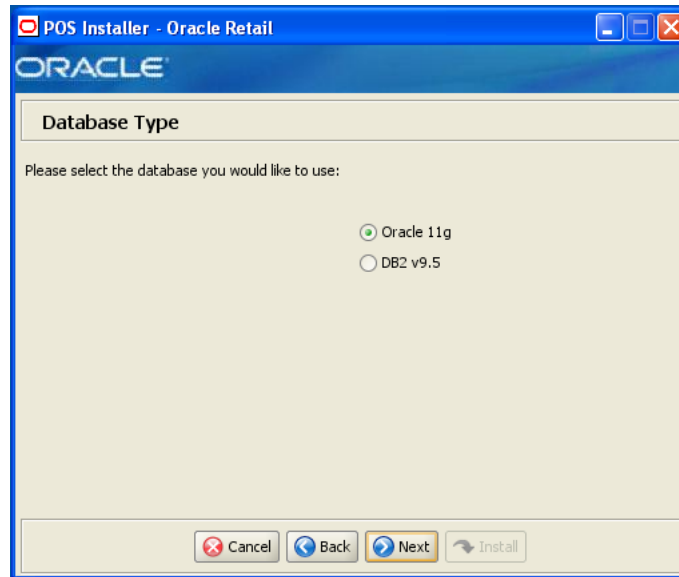 POS Installer - Oracle Retail
ORACLE
Database Type
Please select the database you would like to use:
Oracle 11g
DB2 v9.5
Cancel Back Next Install